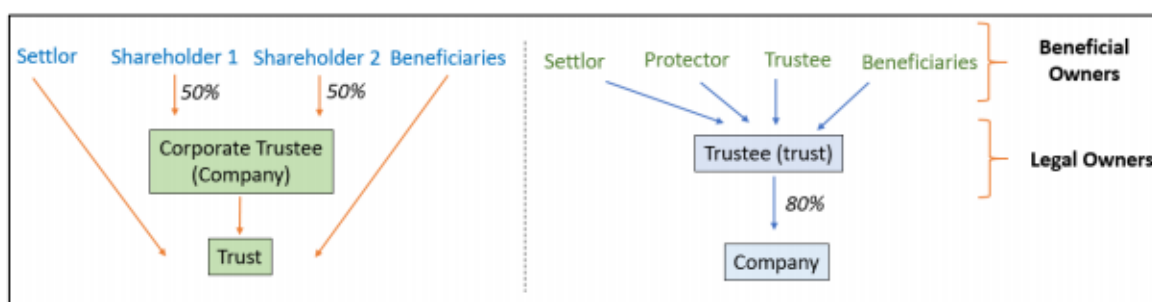 Settlor Shareholder 1 Shareholder 2 Beneficiaries
50% 50%
Corporate Trustee
(Company)
Trust
Settlor Protector Trustee Beneficiaries
Trustee (trust)
80%
Company
Beneficial
Owners
Legal Owners